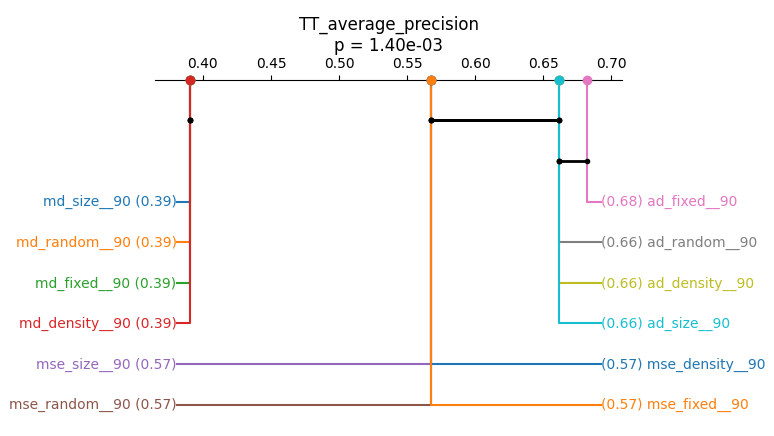 TT_average_precision
p = 1.40e-03
0.40 0.45 0.50 0.55 0.60 0.65 0.70
md_size__90 (0.39) (0.68) ad_fixed__90
md_random__90 (0.39) (0.66) ad_random__90
md_fixed__90 (0.39) (0.66) ad_density__90
md_density__90 (0.39) (0.66) ad_size__90
mse_size__90 (0.57) (0.57) mse_density__90
mse_random__90 (0.57) (0.57) mse_fixed__90